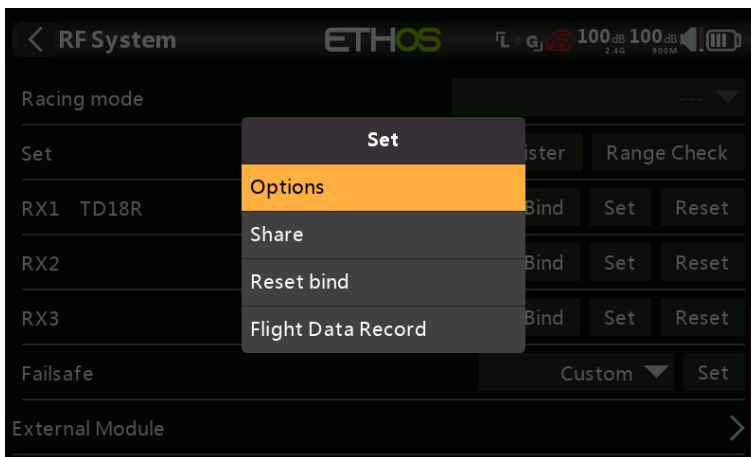 RF System ETHOS 100dB 2.4G 100dB 900M
Racing mode ---
Set
Set ister Range Check
Options
RX1 TD18R Bind Set Reset
Share
RX2 Bind Set Reset
Reset bind
RX3 Bind Set Reset
Flight Data Record
Failsafe Custom Set
External Module